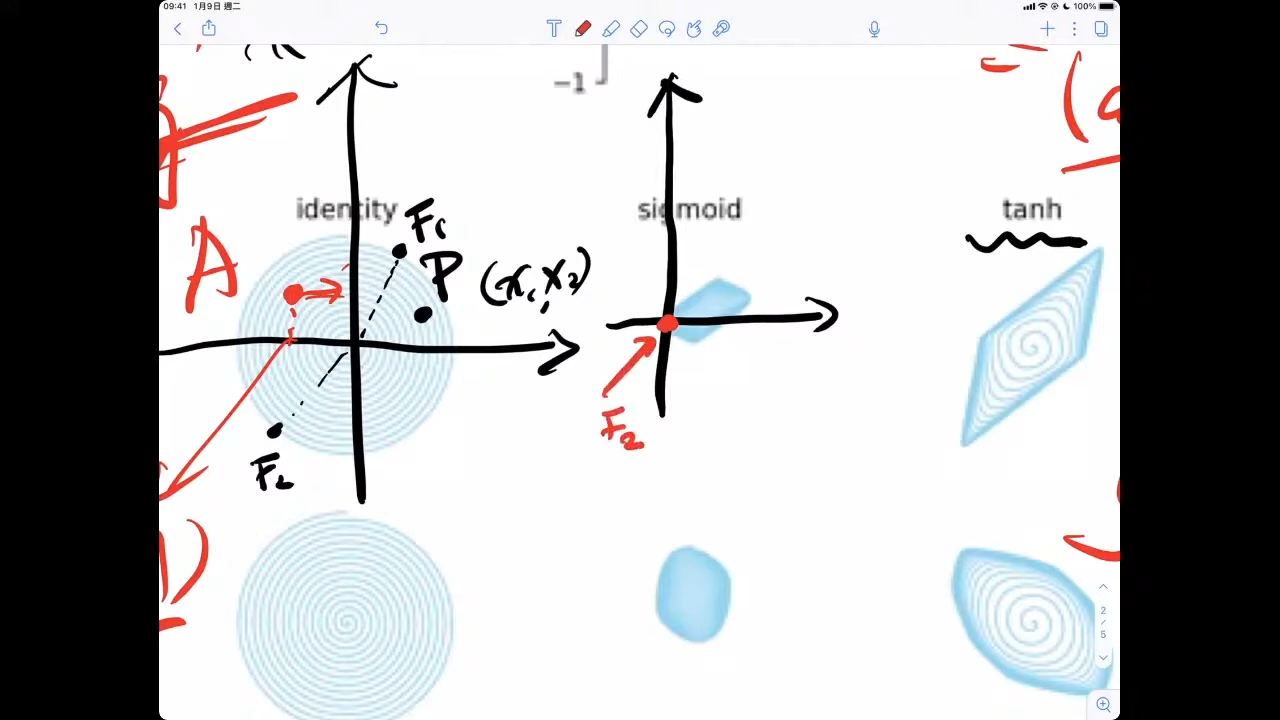 09:41 1月9日 週二
100%
-1
identity
sigmoid
tanh
F1
A
P (x1, x2)
F2
F2
2
/
5